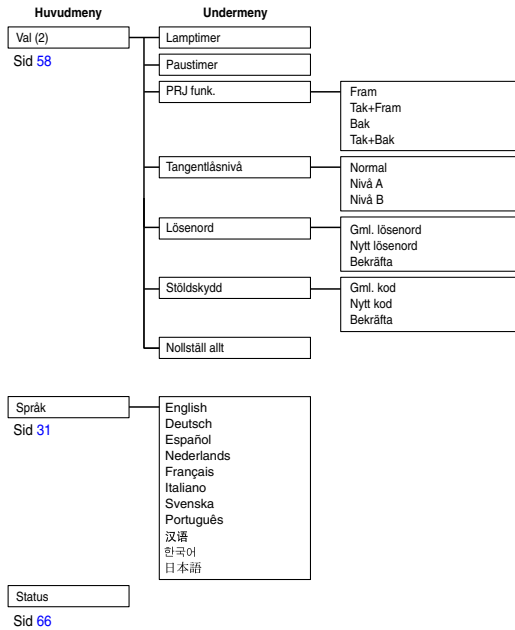 Huvudmeny
Undermeny
Val (2)
Sid 58
Lamptimer
Paustimer
PRJ funk.
Fram
Tak+Fram
Bak
Tak+Bak
Tangentlåsnivå
Normal
Nivå A
Nivå B
Lösenord
Gml. lösenord
Nytt lösenord
Bekräfta
Stöldskydd
Gml. kod
Nytt kod
Bekräfta
Nollställ allt
Språk
Sid 31
English
Deutsch
Español
Nederlands
Français
Italiano
Svenska
Português
汉语
한국어
日本語
Status
Sid 66